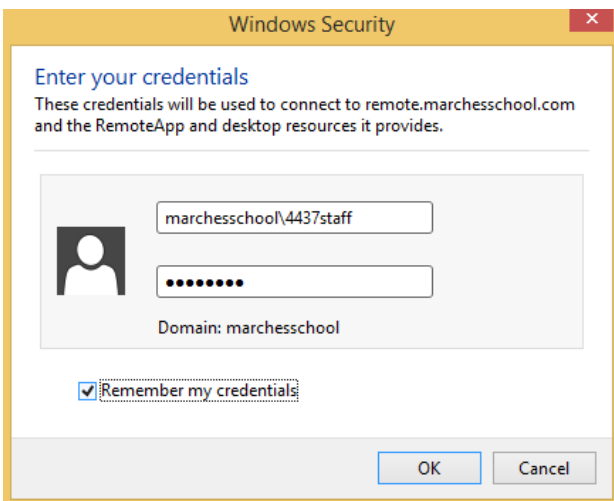 Windows Security
Enter your credentials
These credentials will be used to connect to remote.marchesschool.com
and the RemoteApp and desktop resources it provides.
marchesschool\4437staff
●●●●●●●●
Domain: marchesschool
Remember my credentials
OK
Cancel